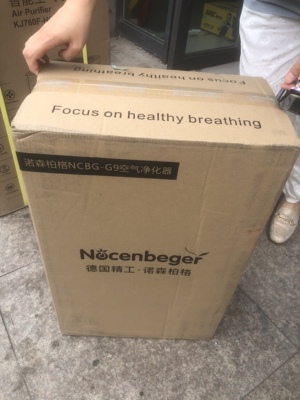 Air Purifier
Focus on healthy breathing
Focus on healthy breathing
诺森柏格NCBG-G9空气净化器
Nocenbeger
德国精工·诺森柏格